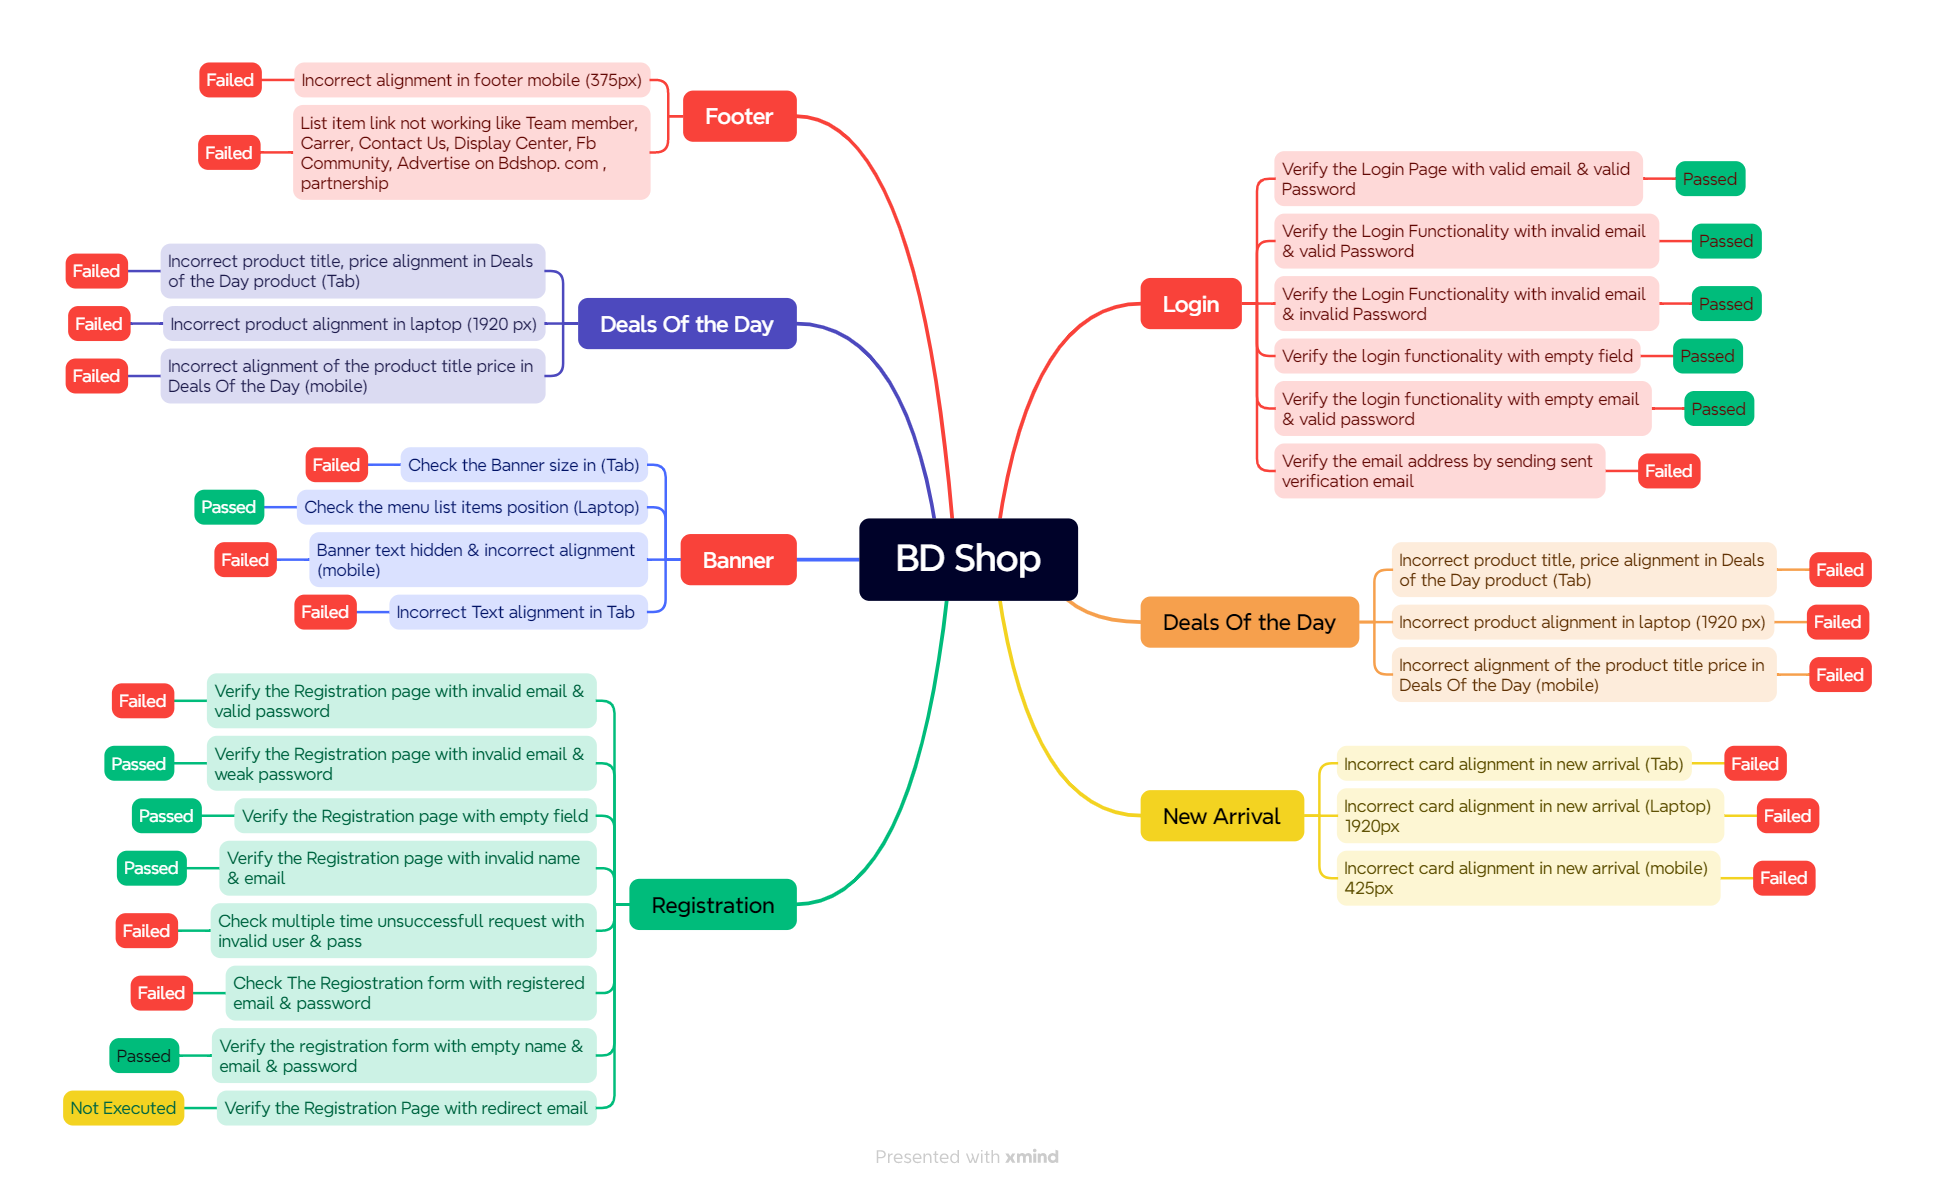 BD Shop
Login
Verify the Login Page with valid email & valid
Password
Passed
Verify the Login Functionality with invalid email
& valid Password
Passed
Verify the Login Functionality with invalid email
& invalid Password
Passed
Verify the login functionality with empty field
Passed
Verify the login functionality with empty email
& valid password
Passed
Verify the email address by sending sent
verification email
Failed
Deals Of the Day
Incorrect product title, price alignment in Deals
of the Day product (Tab)
Failed
Incorrect product alignment in laptop (1920 px)
Failed
Incorrect alignment of the product title price in
Deals Of the Day (mobile)
Failed
New Arrival
Incorrect card alignment in new arrival (Tab)
Failed
Incorrect card alignment in new arrival (Laptop)
1920px
Failed
Incorrect card alignment in new arrival (mobile)
425px
Failed
Footer
Incorrect alignment in footer mobile (375px)
Failed
List item link not working like Team member,
Carrer, Contact Us, Display Center, Fb
Community, Advertise on Bdshop. com ,
partnership
Failed
Deals Of the Day
Incorrect product title, price alignment in Deals
of the Day product (Tab)
Failed
Incorrect product alignment in laptop (1920 px)
Failed
Incorrect alignment of the product title price in
Deals Of the Day (mobile)
Failed
Banner
Check the Banner size in (Tab)
Failed
Check the menu list items position (Laptop)
Passed
Banner text hidden & incorrect alignment
(mobile)
Failed
Incorrect Text alignment in Tab
Failed
Registration
Verify the Registration page with invalid email &
valid password
Failed
Verify the Registration page with invalid email &
weak password
Passed
Verify the Registration page with empty field
Passed
Verify the Registration page with invalid name
& email
Passed
Check multiple time unsuccessfull request with
invalid user & pass
Failed
Check The Regiostration form with registered
email & password
Failed
Verify the registration form with empty name &
email & password
Passed
Verify the Registration Page with redirect email
Not Executed
Presented with xmind